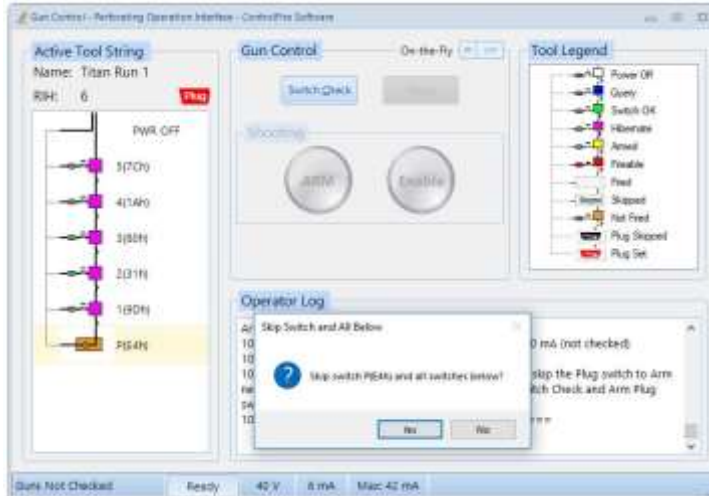 Gun Control - Perforating Operation Interface - ControlFire Software
Active Tool String
Name: Titan Run 1
RIH: 6 Plug
PWR OFF
5(7Ch)
4(1Ah)
2(31h)
1(9Dh)
P(E4h)
Gun Control
On-the-Fly
Switch Check
Shooting
ARM
Enable
Tool Legend
Power Off
Query
Switch OK
Hibernate
Armed
Fireable
Fired
Skipped
Not Fired
Plug Skipped
Plug Set
Operator Log
0 mA (not checked)
skip the Plug switch to Arm
itch Check and Arm Plug
===
Skip Switch and All Below
Skip switch P(E4h) and all switches below?
Yes
No
Guns Not Checked
Ready
40 V
6 mA
Max: 42 mA